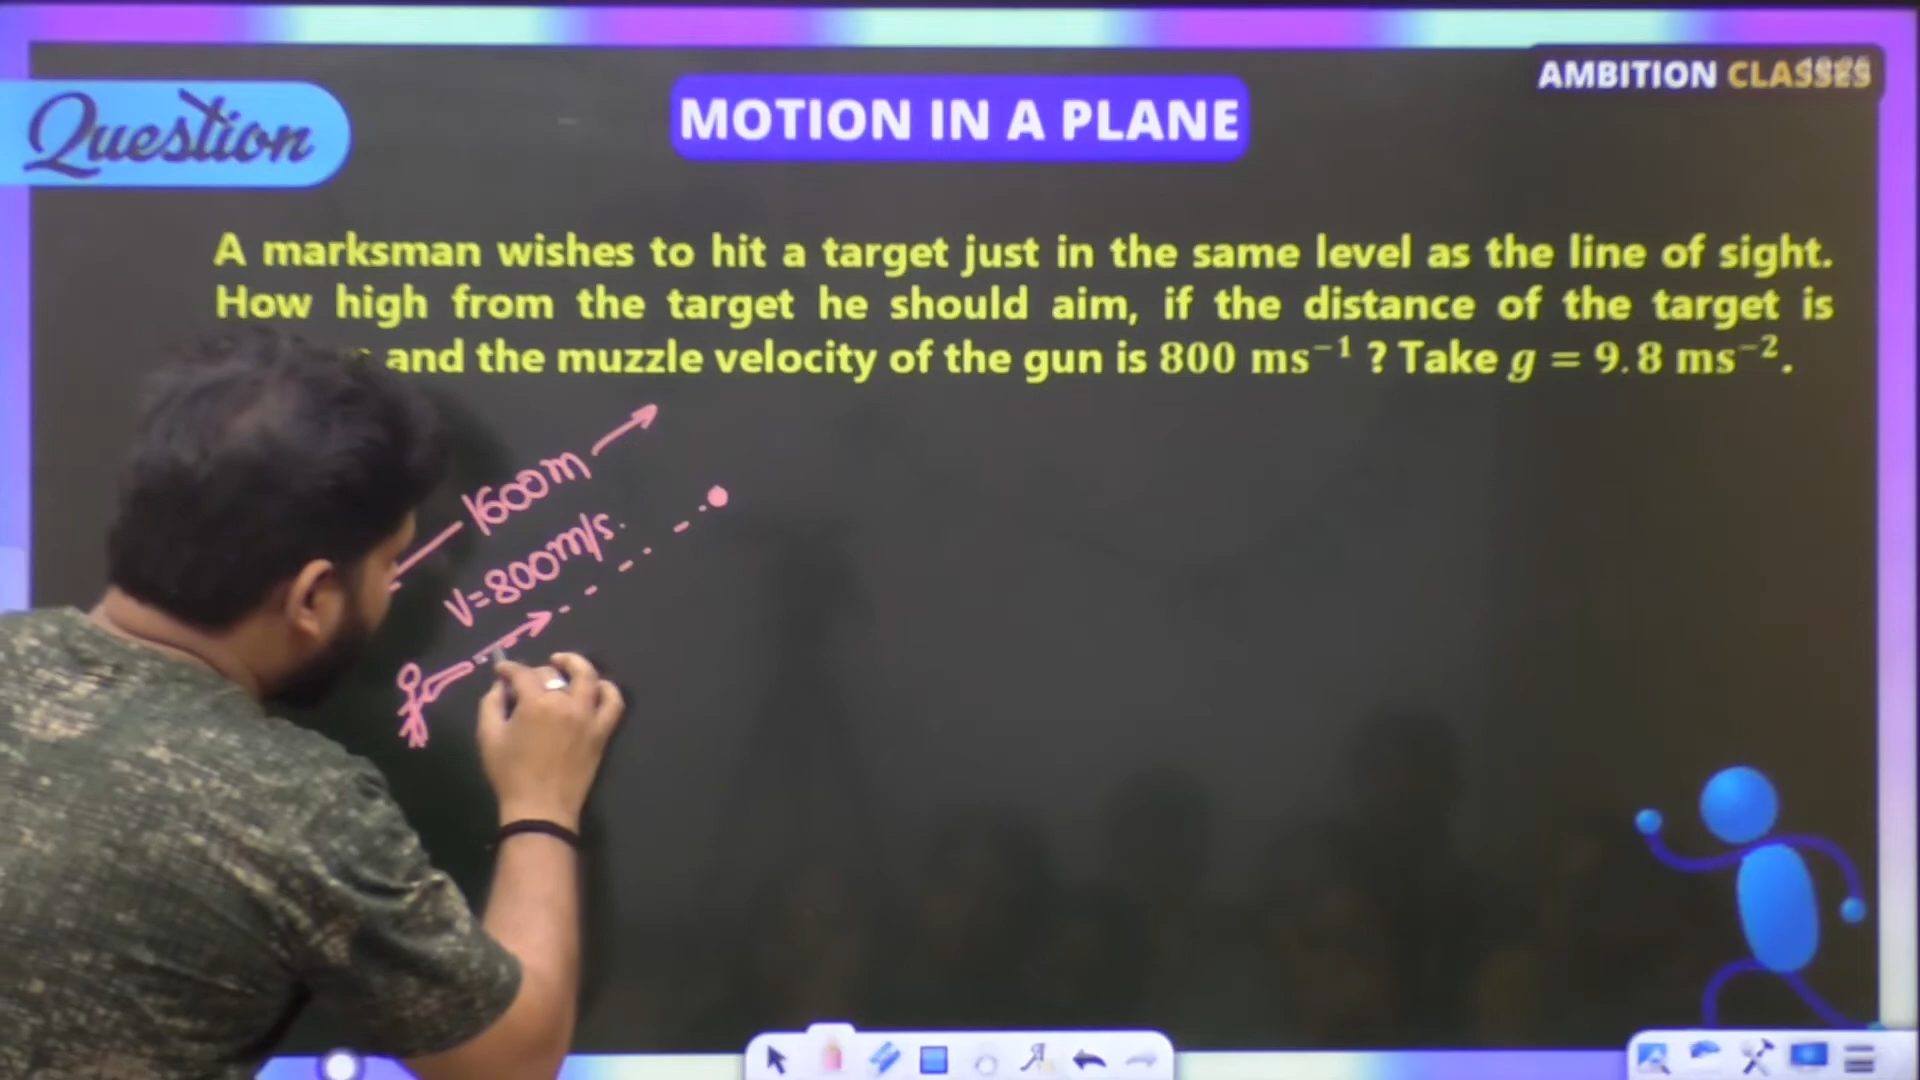 AMBITION CLASSES
Question
MOTION IN A PLANE
A marksman wishes to hit a target just in the same level as the line of sight.
How high from the target he should aim, if the distance of the target is
and the muzzle velocity of the gun is 800 ms⁻¹ ? Take g = 9.8 ms⁻².
1600m
V=800m/s.